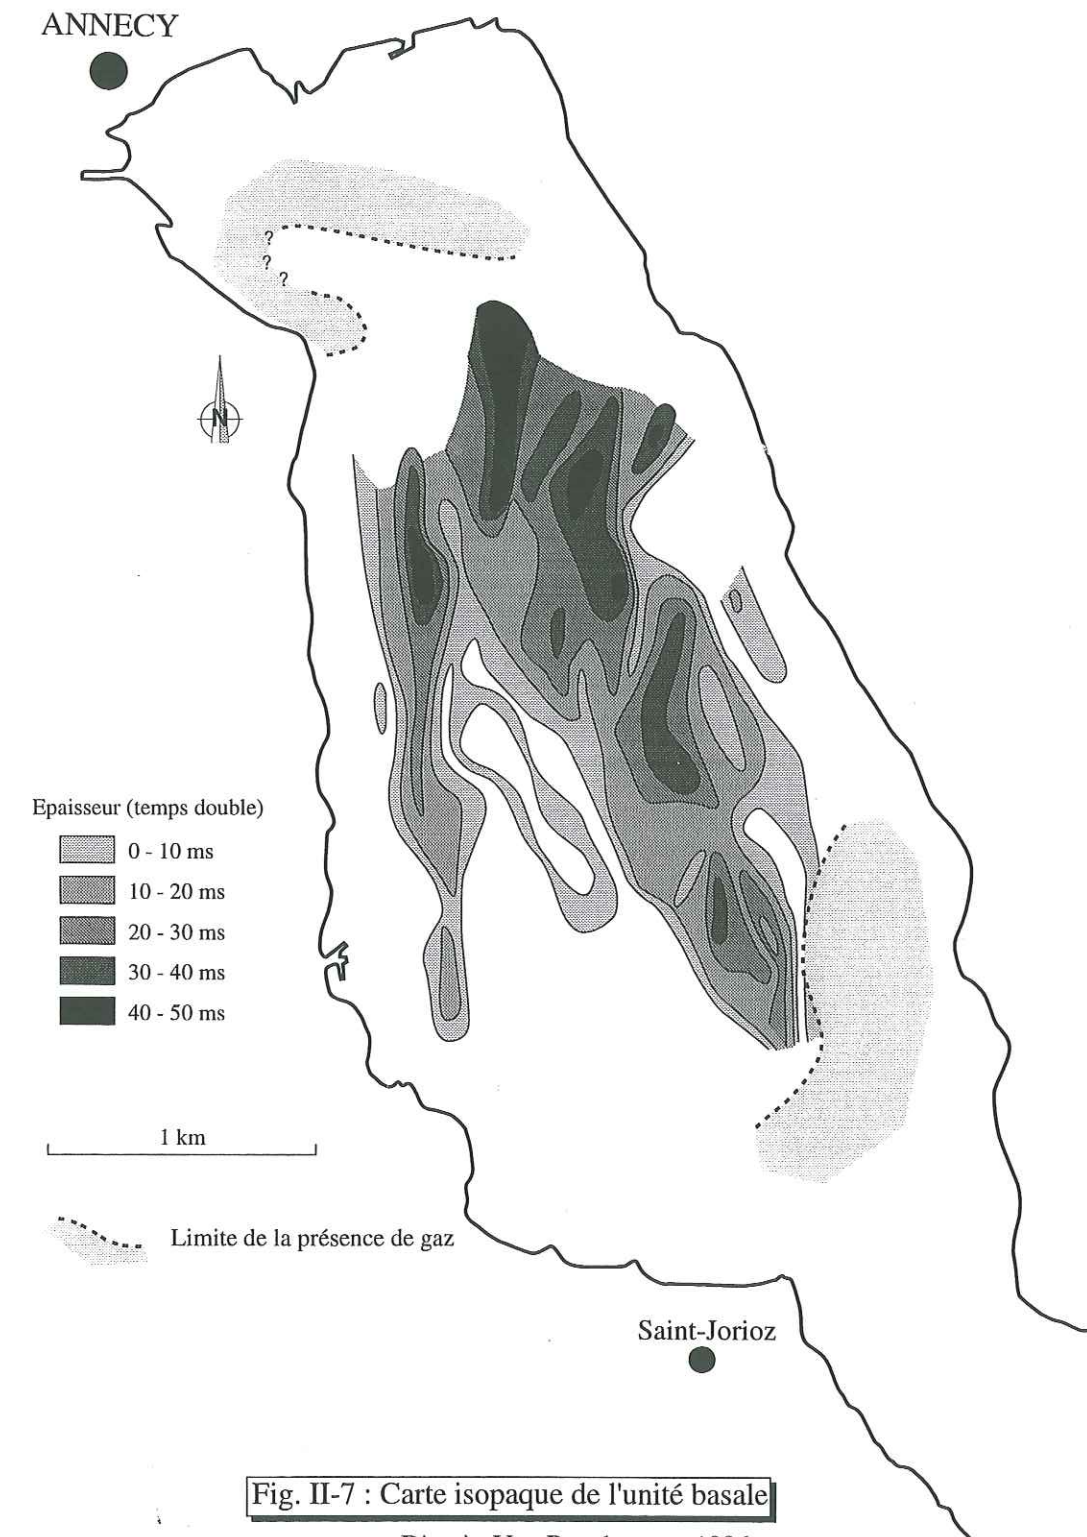 ANNECY
?
?
?
N
Epaisseur (temps double)
0 - 10 ms
10 - 20 ms
20 - 30 ms
30 - 40 ms
40 - 50 ms
1 km
Limite de la présence de gaz
Saint-Jorioz
Fig. II-7 : Carte isopaque de l'unité basale